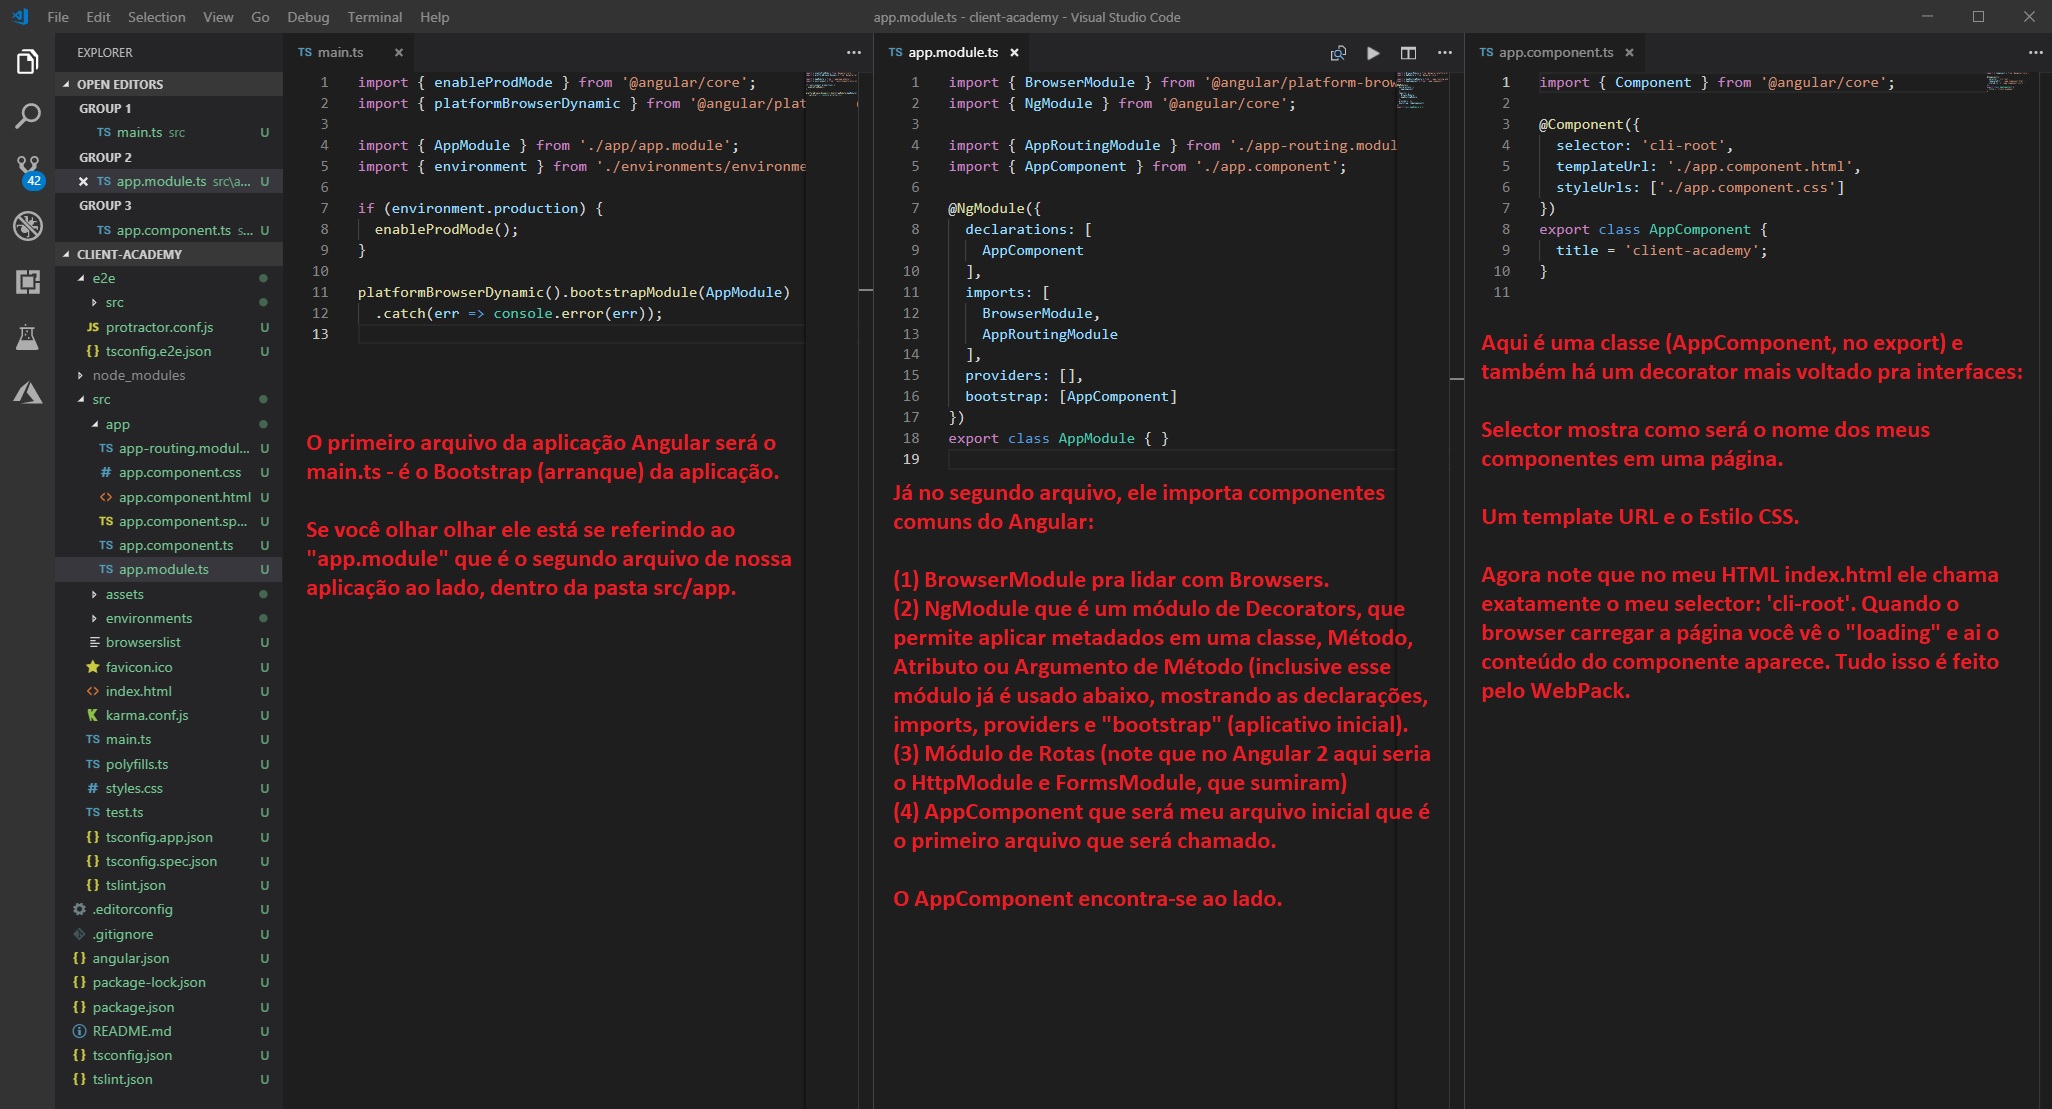 File Edit Selection View Go Debug Terminal Help
app.module.ts - client-academy - Visual Studio Code
EXPLORER
OPEN EDITORS
GROUP 1
TS main.ts src U
GROUP 2
TS app.module.ts src\a... U
GROUP 3
TS app.component.ts s... U
CLIENT-ACADEMY
e2e
src
JS protractor.conf.js U
{} tsconfig.e2e.json U
node_modules
src
app
TS app-routing.modul... U
# app.component.css U
<> app.component.html U
TS app.component.sp... U
TS app.component.ts U
TS app.module.ts U
assets
environments
browserslist U
favicon.ico U
<> index.html U
karma.conf.js U
TS main.ts U
TS polyfills.ts U
# styles.css U
TS test.ts U
{} tsconfig.app.json U
{} tsconfig.spec.json U
{} tslint.json U
.editorconfig U
.gitignore U
{} angular.json U
{} package-lock.json U
{} package.json U
README.md U
{} tsconfig.json U
{} tslint.json U
42
TS main.ts
1 import { enableProdMode } from '@angular/core';
2 import { platformBrowserDynamic } from '@angular/plat
3
4 import { AppModule } from './app/app.module';
5 import { environment } from './environments/environme
6
7 if (environment.production) {
8 enableProdMode();
9 }
10
11 platformBrowserDynamic().bootstrapModule(AppModule)
12 .catch(err => console.error(err));
13
O primeiro arquivo da aplicação Angular será o
main.ts - é o Bootstrap (arranque) da aplicação.
Se você olhar olhar ele está se referindo ao
"app.module" que é o segundo arquivo de nossa
aplicação ao lado, dentro da pasta src/app.
TS app.module.ts
1 import { BrowserModule } from '@angular/platform-brow
2 import { NgModule } from '@angular/core';
3
4 import { AppRoutingModule } from './app-routing.modul
5 import { AppComponent } from './app.component';
6
7 @NgModule({
8 declarations: [
9 AppComponent
10 ],
11 imports: [
12 BrowserModule,
13 AppRoutingModule
14 ],
15 providers: [],
16 bootstrap: [AppComponent]
17 })
18 export class AppModule { }
19
Já no segundo arquivo, ele importa componentes
comuns do Angular:
(1) BrowserModule pra lidar com Browsers.
(2) NgModule que é um módulo de Decorators, que
permite aplicar metadados em uma classe, Método,
Atributo ou Argumento de Método (inclusive esse
módulo já é usado abaixo, mostrando as declarações,
imports, providers e "bootstrap" (aplicativo inicial).
(3) Módulo de Rotas (note que no Angular 2 aqui seria
o HttpModule e FormsModule, que sumiram)
(4) AppComponent que será meu arquivo inicial que é
o primeiro arquivo que será chamado.
O AppComponent encontra-se ao lado.
TS app.component.ts
1 import { Component } from '@angular/core';
2
3 @Component({
4 selector: 'cli-root',
5 templateUrl: './app.component.html',
6 styleUrls: ['./app.component.css']
7 })
8 export class AppComponent {
9 title = 'client-academy';
10 }
11
Aqui é uma classe (AppComponent, no export) e
também há um decorator mais voltado pra interfaces:
Selector mostra como será o nome dos meus
componentes em uma página.
Um template URL e o Estilo CSS.
Agora note que no meu HTML index.html ele chama
exatamente o meu selector: 'cli-root'. Quando o
browser carregar a página você vê o "loading" e ai o
conteúdo do componente aparece. Tudo isso é feito
pelo WebPack.